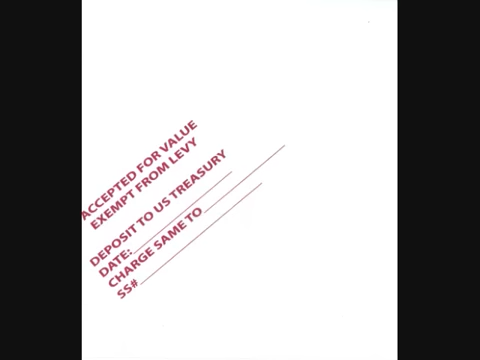 ACCEPTED FOR VALUE
EXEMPT FROM LEVY
DEPOSIT TO US TREASURY
DATE:
CHARGE SAME TO
SS#